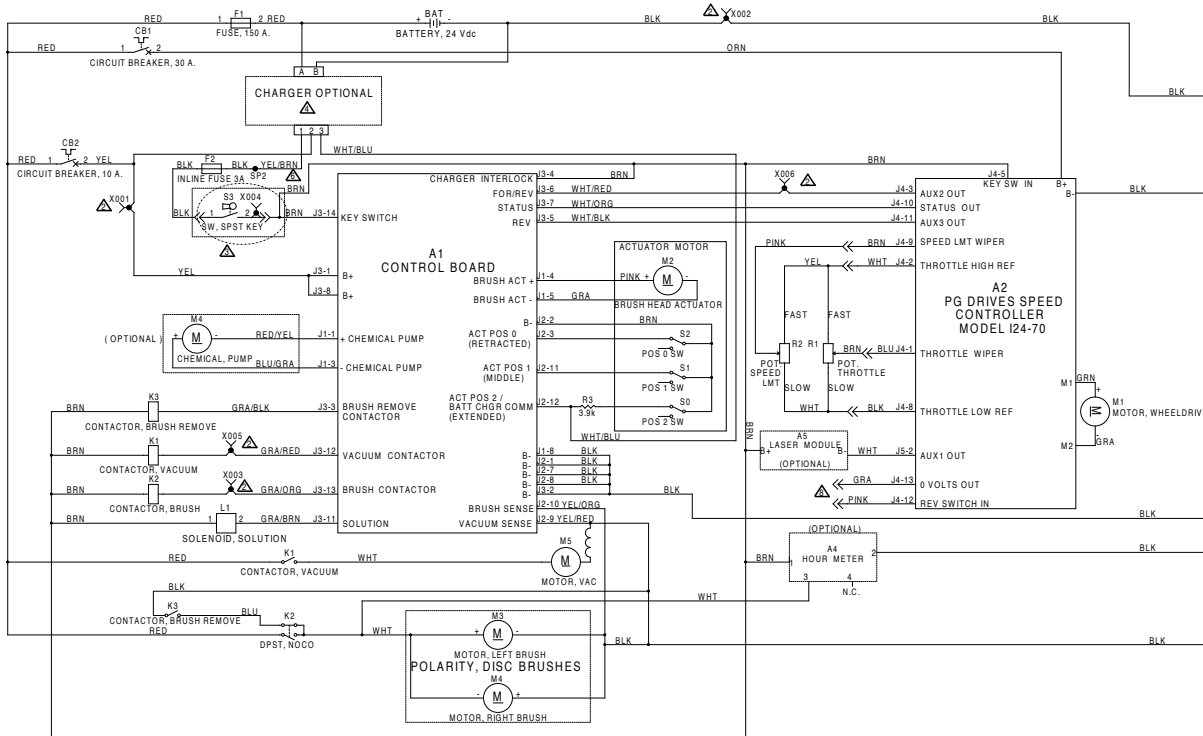 RED 1 F1 2 RED
FUSE, 150 A.
+ BAT -
BATTERY, 24 Vdc
BLK 2 X002 BLK
RED CB1 1 2
CIRCUIT BREAKER, 30 A.
ORN
A B
CHARGER OPTIONAL
4
1 2 3
BLK
WHT/BLU
CB2
RED 1 2 YEL
CIRCUIT BREAKER, 10 A.
BLK F2 BLK YEL/BRN
INLINE FUSE 3A SP2 6
BRN
2 X001
S3 X004
BLK 1 2 BRN
SW, SPST KEY
3
YEL
A1
CONTROL BOARD
J3-14 KEY SWITCH
J3-1 B+
J3-8 B+
J1-1 + CHEMICAL PUMP
J1-3 - CHEMICAL PUMP
J3-3 BRUSH REMOVE
CONTACTOR
J3-12 VACUUM CONTACTOR
J3-13 BRUSH CONTACTOR
J3-11 SOLUTION
CHARGER INTERLOCK J3-4 BRN
FOR/REV J3-6 WHT/RED
STATUS J3-7 WHT/ORG
REV J3-5 WHT/BLK
BRUSH ACT + J1-4 PINK +
BRUSH ACT - J1-5 GRA
B- J2-2 BRN
ACT POS 0 J2-3
(RETRACTED)
ACT POS 1 J2-11
(MIDDLE)
ACT POS 2 / J2-12
BATT CHGR COMM
(EXTENDED)
R3
3.9k
WHT/BLU
B- J1-8 BLK
B- J2-1 BLK
B- J2-7 BLK
B- J2-8 BLK
B- J3-2 BLK
BRUSH SENSE J2-10 YEL/ORG
VACUUM SENSE J2-9 YEL/RED
ACTUATOR MOTOR
M2
M -
BRUSH HEAD ACTUATOR
S2
POS 0 SW
S1
POS 1 SW
S0
POS 2 SW
(OPTIONAL)
M4
+ M - RED/YEL
CHEMICAL, PUMP
BLU/GRA
BRN K3 GRA/BLK
CONTACTOR, BRUSH REMOVE
BRN K1 X005 2 GRA/RED
CONTACTOR, VACUUM
BRN K2 X003 2 GRA/ORG
CONTACTOR, BRUSH
BRN 1 L1 2 GRA/BRN
SOLENOID, SOLUTION
RED K1 WHT
CONTACTOR, VACUUM
M5
M
MOTOR, VAC
BLK
K3 BLU
CONTACTOR, BRUSH REMOVE
RED K2 WHT
DPST, NOCO
M3
+ M -
MOTOR, LEFT BRUSH
POLARITY, DISC BRUSHES
M4
- M +
MOTOR, RIGHT BRUSH
WHT
BLK
BLK
BRN
X006 2
J4-5
KEY SW IN
B+
B- BLK
J4-3 AUX2 OUT
J4-10 STATUS OUT
J4-11 AUX3 OUT
PINK BRN J4-9 SPEED LMT WIPER
YEL WHT J4-2 THROTTLE HIGH REF
A2
PG DRIVES SPEED
CONTROLLER
MODEL I24-70
FAST FAST
R2 R1
BRN BLU J4-1 THROTTLE WIPER
POT. SPEED LMT
POT. THROTTLE
SLOW SLOW
WHT BLK J4-8 THROTTLE LOW REF
M1 GRN
+
M1
M MOTOR, WHEELDRIV
-
M2 GRA
BRN
A5
B+ LASER MODULE B-
(OPTIONAL)
WHT J5-2 AUX1 OUT
8 GRA J4-13 0 VOLTS OUT
PINK J4-12 REV SWITCH IN
BLK
(OPTIONAL)
A4
BRN 1 HOUR METER 2 BLK
3 4
N.C.
BLK